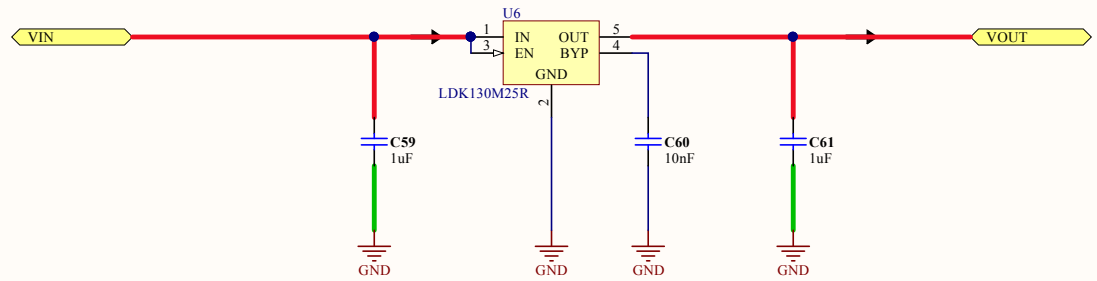 U6
VIN
1
IN
OUT
5
VOUT
3
EN
BYP
4
GND
LDK130M25R
2
C59
1uF
C60
10nF
C61
1uF
GND
GND
GND
GND